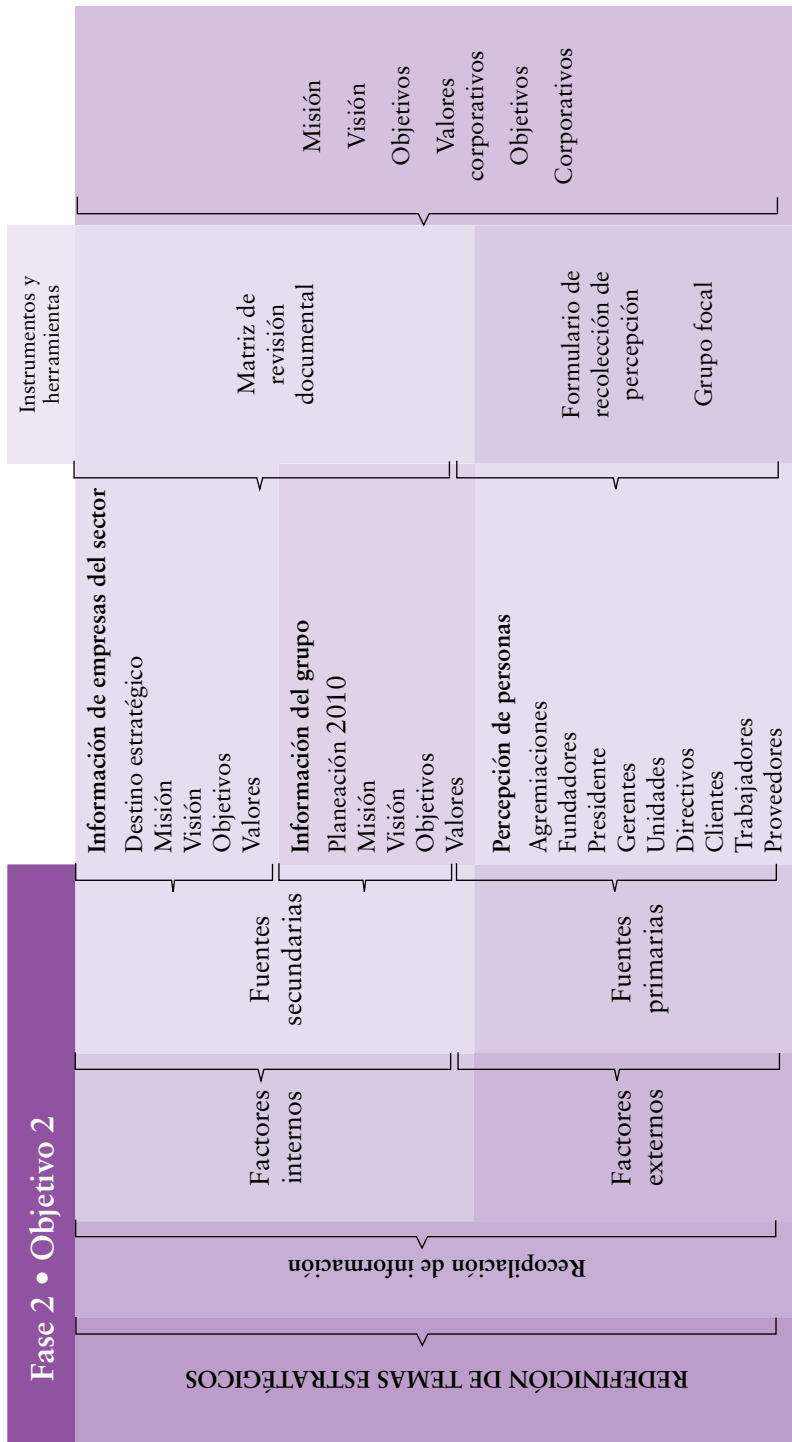 Fase 2 • Objetivo 2
REDEFINICIÓN DE TEMAS ESTRATÉGICOS
Recopilación de información
Factores
internos
Factores
externos
Fuentes
secundarias
Fuentes
primarias
Información de empresas del sector
Destino estratégico
Misión
Visión
Objetivos
Valores
Información del grupo
Planeación 2010
Misión
Visión
Objetivos
Valores
Percepción de personas
Agremiaciones
Fundadores
Presidente
Gerentes
Unidades
Directivos
Clientes
Trabajadores
Proveedores
Instrumentos y
herramientas
Matriz de
revisión
documental
Formulario de
recolección de
percepción
Grupo focal
Misión
Visión
Objetivos
Valores
corporativos
Objetivos
Corporativos